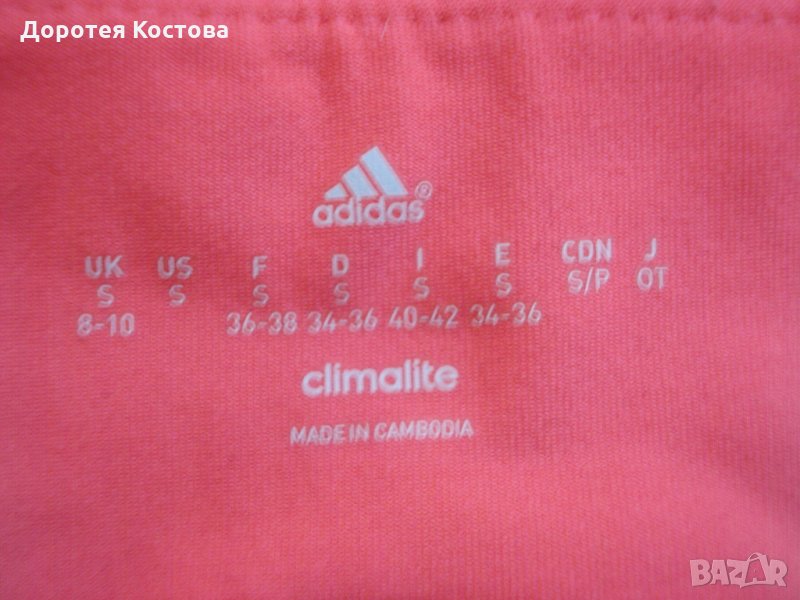 Доротея Костова
adidas®
UK US F D I E CDN J
S S S S S S S/P OT
8-10 36-38 34-36 40-42 34-36
climalite
MADE IN CAMBODIA
BAZAR